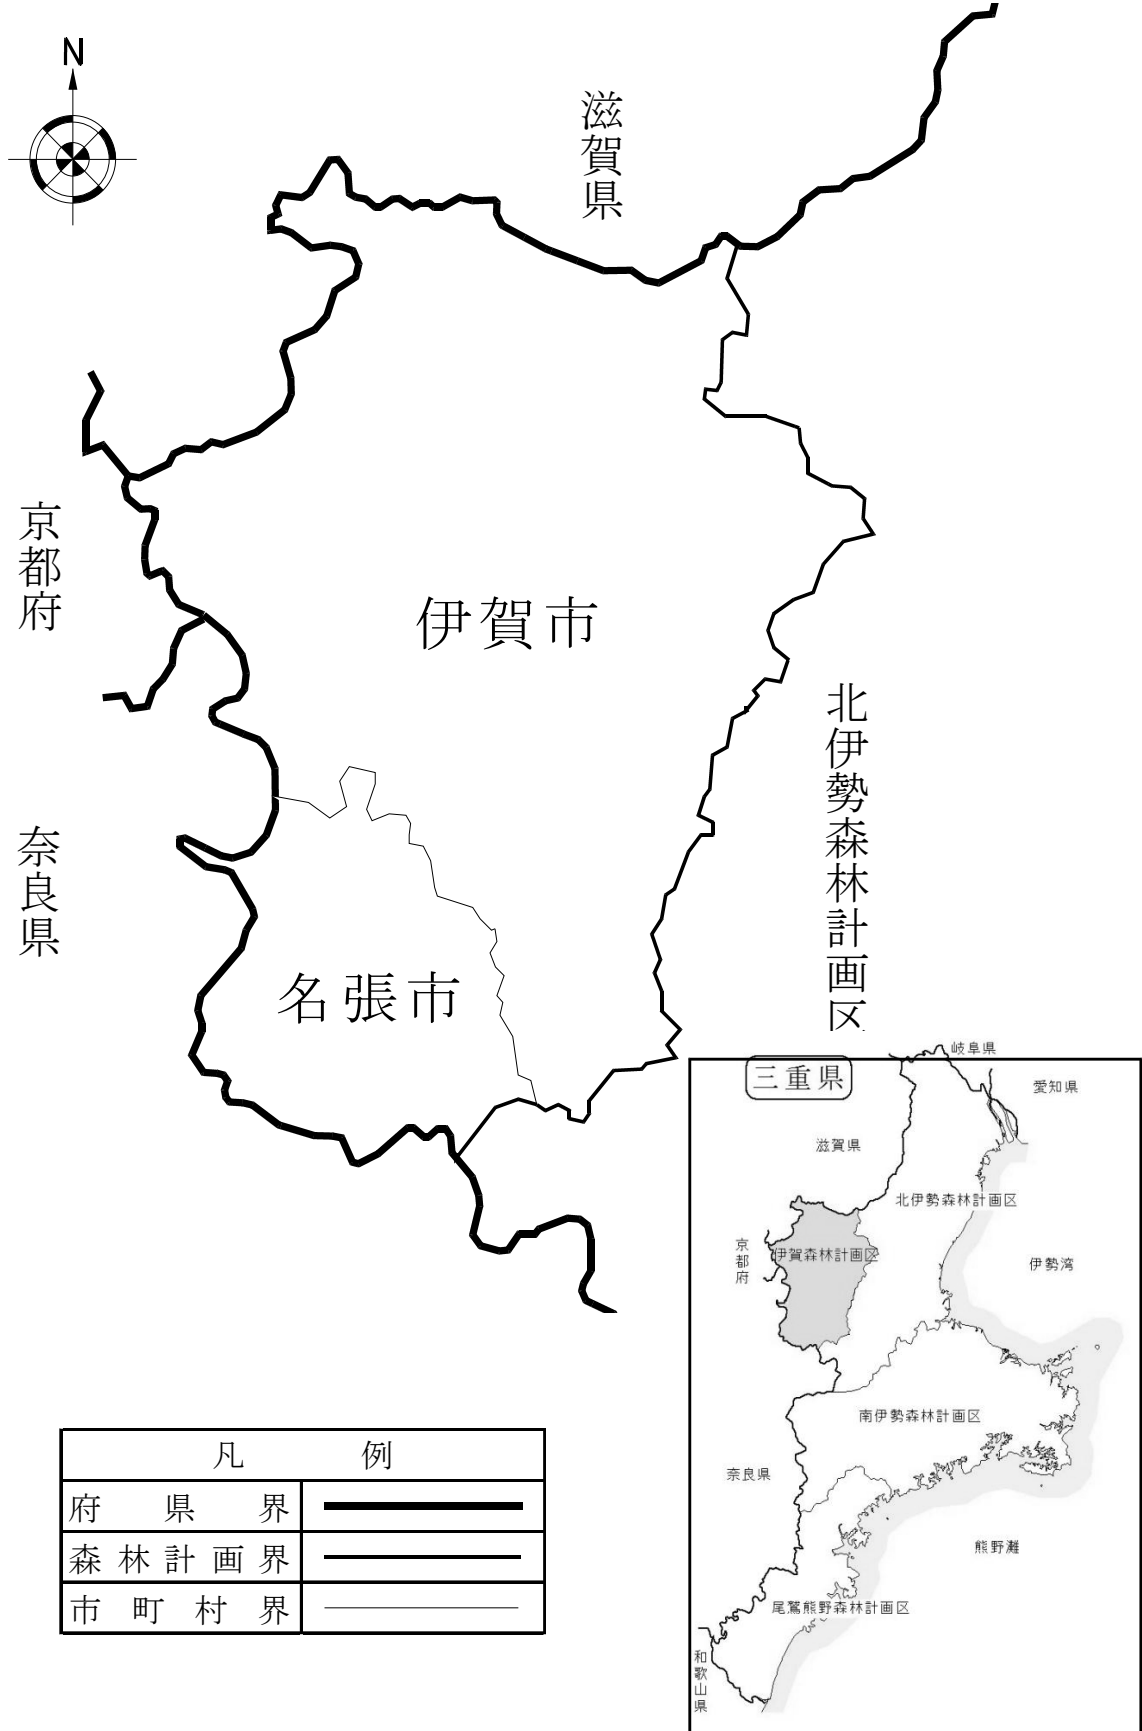 N
滋賀県
京都府
伊賀市
北伊勢森林計画区
奈良県
名張市
凡例
府県界
森林計画界
市町村界
三重県
岐阜県
愛知県
滋賀県
北伊勢森林計画区
京都府
伊賀森林計画区
伊勢湾
南伊勢森林計画区
奈良県
熊野灘
尾鷲熊野森林計画区
和歌山県